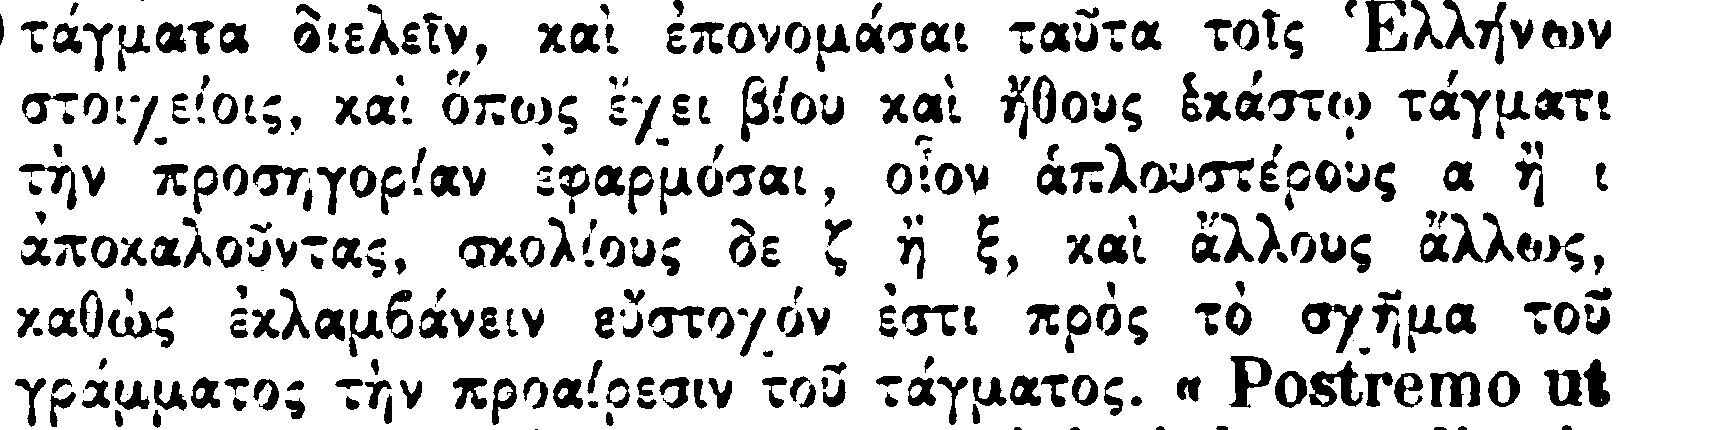 τάγματα διελεῖν, καὶ ἐπονομάσαι ταῦτα τοῖς Ἑλλήνων
στοιχείοις, καὶ ὅπως ἔχει βίου καὶ ἤθους ἑκάστῳ τάγματι
τὴν προσηγορίαν ἐφαρμόσαι, οἷον ἁπλουστέρους α ἢ ι
ἀποκαλοῦντας, σκολίους δε ζ ἢ ξ, καὶ ἄλλους ἄλλως,
καθὼς ἐκλαμϐάνειν εὔστοχόν ἐστι πρὸς τὸ σχῆμα τοῦ
γράμματος τὴν προαίρεσιν τοῦ τάγματος. « Postremo ut